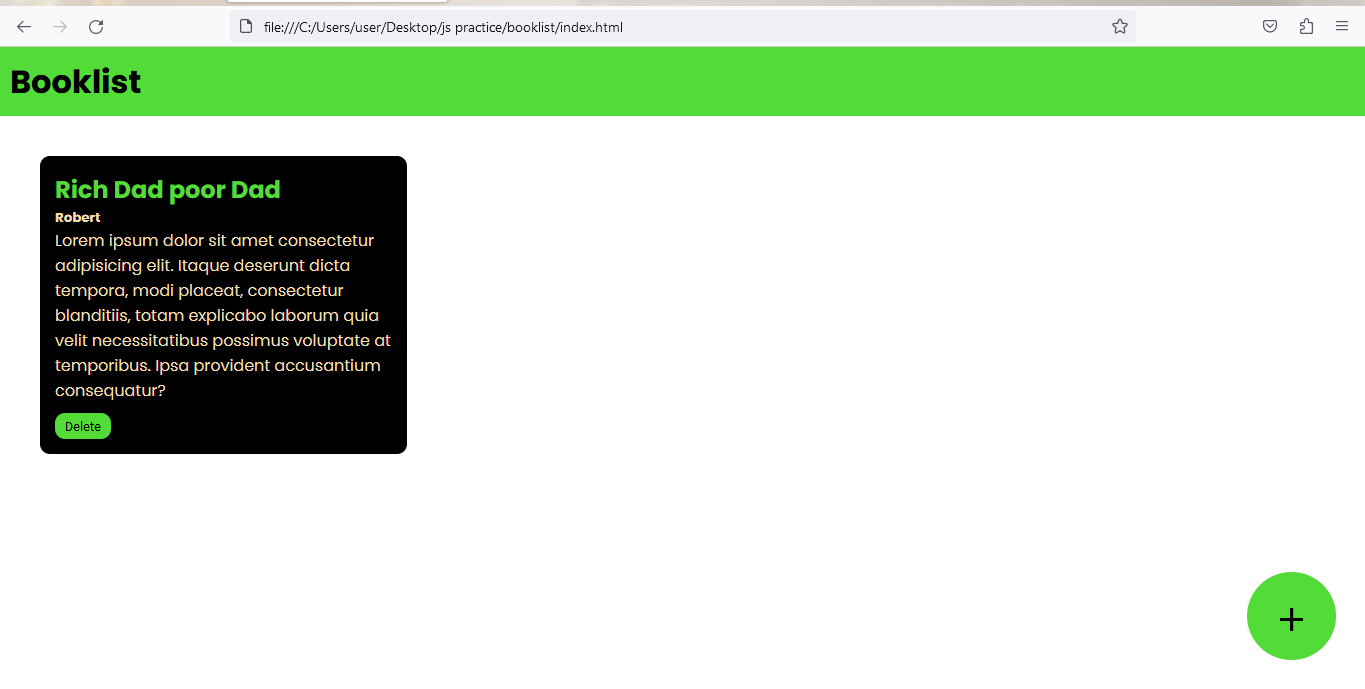 file:///C:/Users/user/Desktop/js practice/booklist/index.html
Booklist
Rich Dad poor Dad
Robert
Lorem ipsum dolor sit amet consectetur
adipisicing elit. Itaque deserunt dicta
tempora, modi placeat, consectetur
blanditiis, totam explicabo laborum quia
velit necessitatibus possimus voluptate at
temporibus. Ipsa provident accusantium
consequatur?
Delete
+